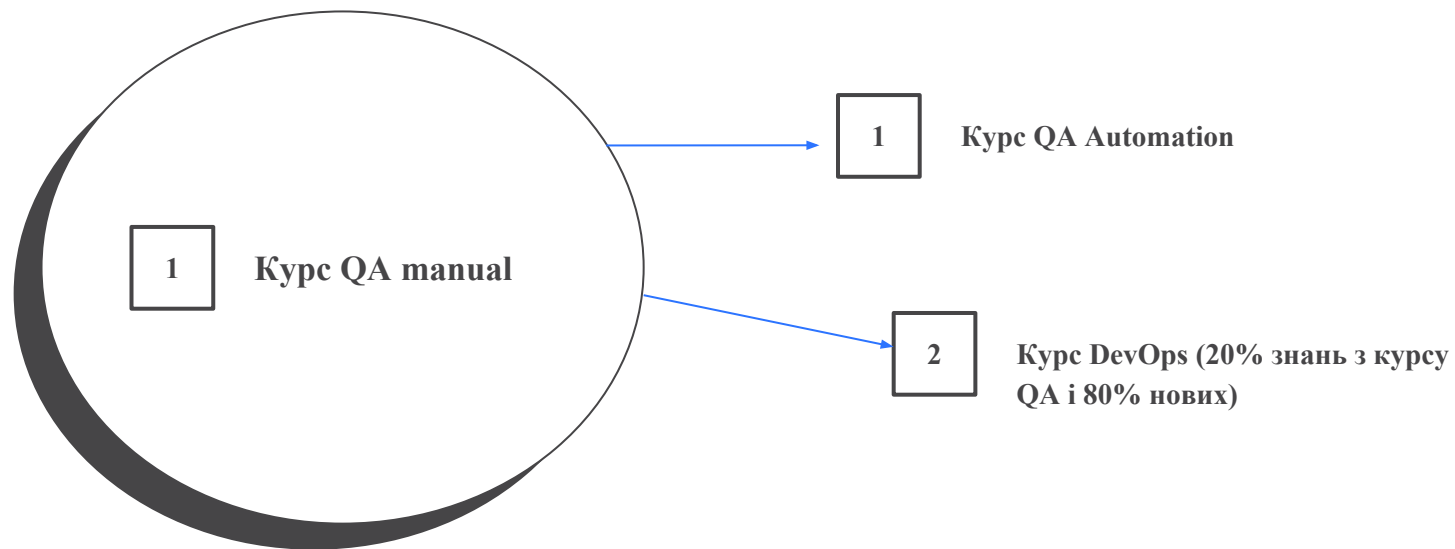 1
Курс QA Automation
1
Курс QA manual
2
Курс DevOps (20% знань з курсу
QA і 80% нових)